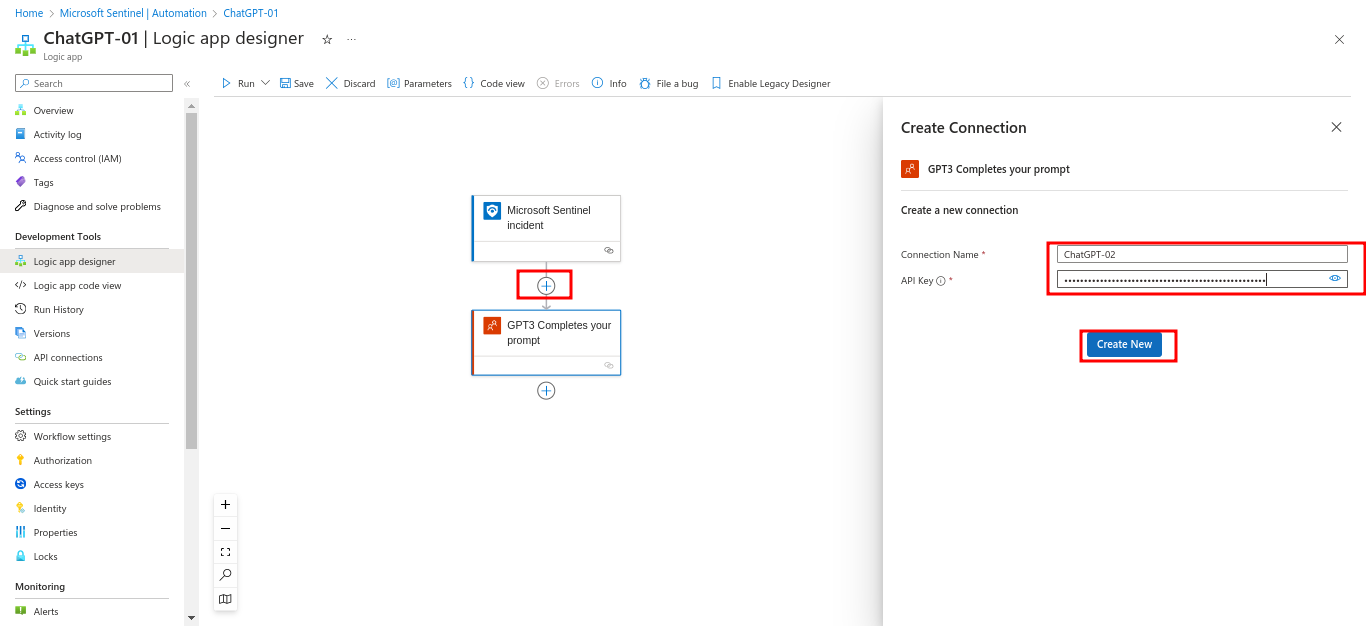 Home > Microsoft Sentinel | Automation > ChatGPT-01
ChatGPT-01 | Logic app designer ☆ ...
Logic app
Search «
Overview
Activity log
Access control (IAM)
Tags
Diagnose and solve problems
Development Tools
Logic app designer
Logic app code view
Run History
Versions
API connections
Quick start guides
Settings
Workflow settings
Authorization
Access keys
Identity
Properties
Locks
Monitoring
Alerts
Run Save Discard Parameters Code view Errors Info File a bug Enable Legacy Designer
Microsoft Sentinel
incident
GPT3 Completes your
prompt
Create Connection
GPT3 Completes your prompt
Create a new connection
Connection Name *
ChatGPT-02
API Key *
Create New